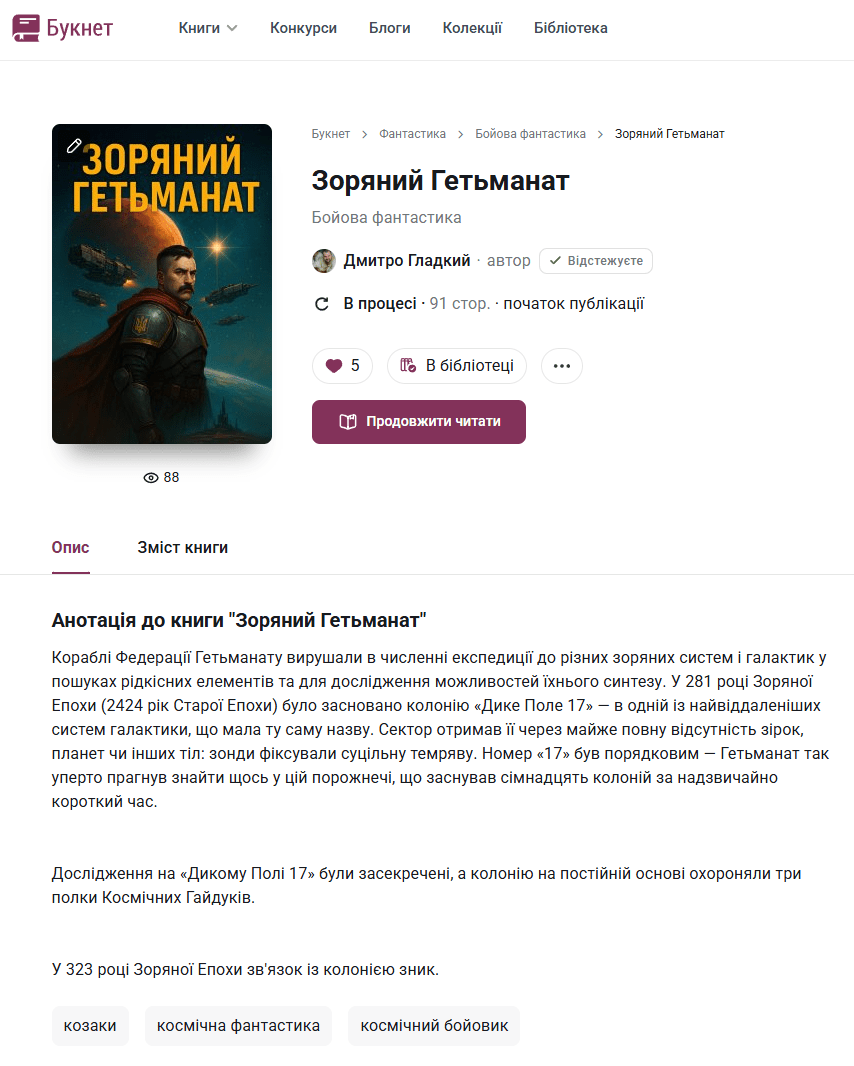 Букнет
Книги
Конкурси
Блоги
Колекції
Бібліотека
ЗОРЯНИЙ
ГЕТЬМАНАТ
88
Букнет > Фантастика > Бойова фантастика > Зоряний Гетьманат
Зоряний Гетьманат
Бойова фантастика
Дмитро Гладкий · автор
Відстежуєте
В процесі · 91 стор. · початок публікації
5
В бібліотеці
Продовжити читати
Опис
Зміст книги
Анотація до книги "Зоряний Гетьманат"
Кораблі Федерації Гетьманату вирушали в численні експедиції до різних зоряних систем і галактик у
пошуках рідкісних елементів та для дослідження можливостей їхнього синтезу. У 281 році Зоряної
Епохи (2424 рік Старої Епохи) було засновано колонію «Дике Поле 17» — в одній із найвіддаленіших
систем галактики, що мала ту саму назву. Сектор отримав її через майже повну відсутність зірок,
планет чи інших тіл: зонди фіксували суцільну темряву. Номер «17» був порядковим — Гетьманат так
уперто прагнув знайти щось у цій порожнечі, що заснував сімнадцять колоній за надзвичайно
короткий час.
Дослідження на «Дикому Полі 17» були засекречені, а колонію на постійній основі охороняли три
полки Космічних Гайдуків.
У 323 році Зоряної Епохи зв'язок із колонією зник.
козаки
космічна фантастика
космічний бойовик